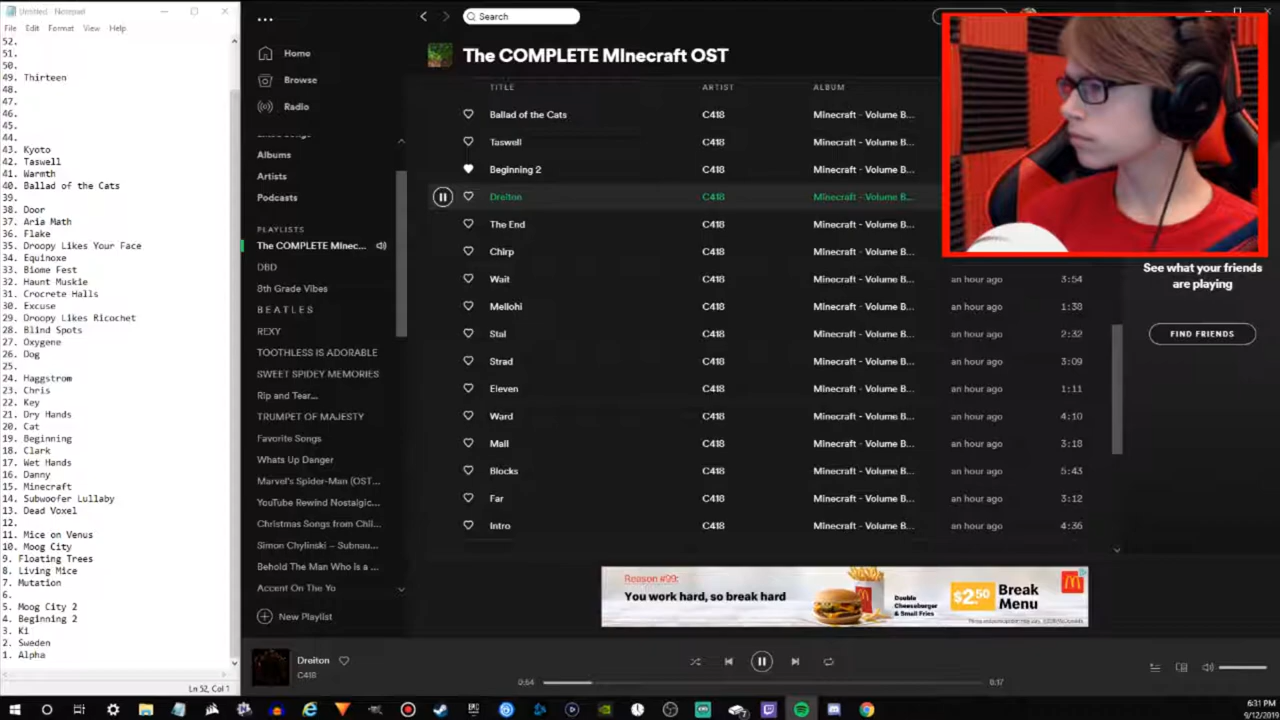 Untitled - Notepad
File Edit Format View Help
52.
51.
50.
49. Thirteen
48.
47.
46.
45.
44.
43. Kyoto
42. Taswell
41. Warmth
40. Ballad of the Cats
39.
38. Door
37. Aria Math
36. Flake
35. Droopy Likes Your Face
34. Equinoxe
33. Biome Fest
32. Haunt Muskie
31. Crocrete Halls
30. Excuse
29. Droopy Likes Ricochet
28. Blind Spots
27. Oxygene
26. Dog
25.
24. Haggstrom
23. Chris
22. Key
21. Dry Hands
20. Cat
19. Beginning
18. Clark
17. Wet Hands
16. Danny
15. Minecraft
14. Subwoofer Lullaby
13. Dead Voxel
12.
11. Mice on Venus
10. Moog City
9. Floating Trees
8. Living Mice
7. Mutation
6.
5. Moog City 2
4. Beginning 2
3. Ki
2. Sweden
1. Alpha
Ln 52, Col 1
Search
Home
Browse
Radio
Albums
Artists
Podcasts
PLAYLISTS
The COMPLETE MInec...
DBD
8th Grade Vibes
B E A T L E S
REXY
TOOTHLESS IS ADORABLE
SWEET SPIDEY MEMORIES
Rip and Tear...
TRUMPET OF MAJESTY
Favorite Songs
Whats Up Danger
Marvel's Spider-Man (OST...
YouTube Rewind Nostalgic...
Christmas Songs from Chil...
Simon Chylinski – Subnau...
Behold The Man Who is a ...
Accent On The Yo
New Playlist
The COMPLETE MInecraft OST
TITLE ARTIST ALBUM
Ballad of the Cats C418 Minecraft - Volume B...
Taswell C418 Minecraft - Volume B...
Beginning 2 C418 Minecraft - Volume B...
Dreiton C418 Minecraft - Volume B...
The End C418 Minecraft - Volume B...
Chirp C418 Minecraft - Volume B...
Wait C418 Minecraft - Volume B... an hour ago 3:54
Mellohi C418 Minecraft - Volume B... an hour ago 1:38
Stal C418 Minecraft - Volume B... an hour ago 2:32
Strad C418 Minecraft - Volume B... an hour ago 3:09
Eleven C418 Minecraft - Volume B... an hour ago 1:11
Ward C418 Minecraft - Volume B... an hour ago 4:10
Mall C418 Minecraft - Volume B... an hour ago 3:18
Blocks C418 Minecraft - Volume B... an hour ago 5:43
Far C418 Minecraft - Volume B... an hour ago 3:12
Intro C418 Minecraft - Volume B... an hour ago 4:36
See what your friends
are playing
FIND FRIENDS
Reason #99:
You work hard, so break hard
Double
Cheeseburger
& Small Fries
$2.50
Break
Menu
Dreiton
C418
0:54
8:17
6:31 PM
9/12/2019